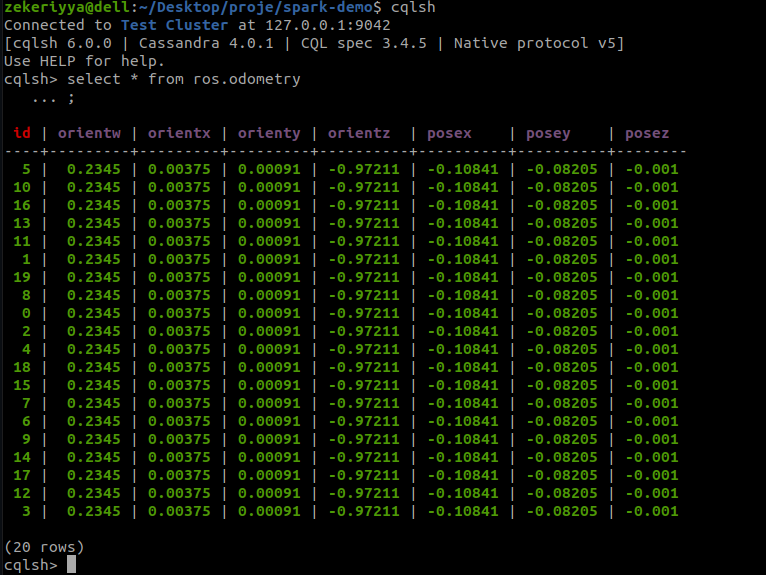 zekeriyya@dell:~/Desktop/proje/spark-demo$ cqlsh
Connected to Test Cluster at 127.0.0.1:9042
[cqlsh 6.0.0 | Cassandra 4.0.1 | CQL spec 3.4.5 | Native protocol v5]
Use HELP for help.
cqlsh> select * from ros.odometry
   ... ;

 id | orientw | orientx | orienty | orientz  | posex    | posey    | posez
----+---------+---------+---------+----------+----------+----------+--------
  5 |  0.2345 | 0.00375 | 0.00091 | -0.97211 | -0.10841 | -0.08205 | -0.001
 10 |  0.2345 | 0.00375 | 0.00091 | -0.97211 | -0.10841 | -0.08205 | -0.001
 16 |  0.2345 | 0.00375 | 0.00091 | -0.97211 | -0.10841 | -0.08205 | -0.001
 13 |  0.2345 | 0.00375 | 0.00091 | -0.97211 | -0.10841 | -0.08205 | -0.001
 11 |  0.2345 | 0.00375 | 0.00091 | -0.97211 | -0.10841 | -0.08205 | -0.001
  1 |  0.2345 | 0.00375 | 0.00091 | -0.97211 | -0.10841 | -0.08205 | -0.001
 19 |  0.2345 | 0.00375 | 0.00091 | -0.97211 | -0.10841 | -0.08205 | -0.001
  8 |  0.2345 | 0.00375 | 0.00091 | -0.97211 | -0.10841 | -0.08205 | -0.001
  0 |  0.2345 | 0.00375 | 0.00091 | -0.97211 | -0.10841 | -0.08205 | -0.001
  2 |  0.2345 | 0.00375 | 0.00091 | -0.97211 | -0.10841 | -0.08205 | -0.001
  4 |  0.2345 | 0.00375 | 0.00091 | -0.97211 | -0.10841 | -0.08205 | -0.001
 18 |  0.2345 | 0.00375 | 0.00091 | -0.97211 | -0.10841 | -0.08205 | -0.001
 15 |  0.2345 | 0.00375 | 0.00091 | -0.97211 | -0.10841 | -0.08205 | -0.001
  7 |  0.2345 | 0.00375 | 0.00091 | -0.97211 | -0.10841 | -0.08205 | -0.001
  6 |  0.2345 | 0.00375 | 0.00091 | -0.97211 | -0.10841 | -0.08205 | -0.001
  9 |  0.2345 | 0.00375 | 0.00091 | -0.97211 | -0.10841 | -0.08205 | -0.001
 14 |  0.2345 | 0.00375 | 0.00091 | -0.97211 | -0.10841 | -0.08205 | -0.001
 17 |  0.2345 | 0.00375 | 0.00091 | -0.97211 | -0.10841 | -0.08205 | -0.001
 12 |  0.2345 | 0.00375 | 0.00091 | -0.97211 | -0.10841 | -0.08205 | -0.001
  3 |  0.2345 | 0.00375 | 0.00091 | -0.97211 | -0.10841 | -0.08205 | -0.001

(20 rows)
cqlsh>